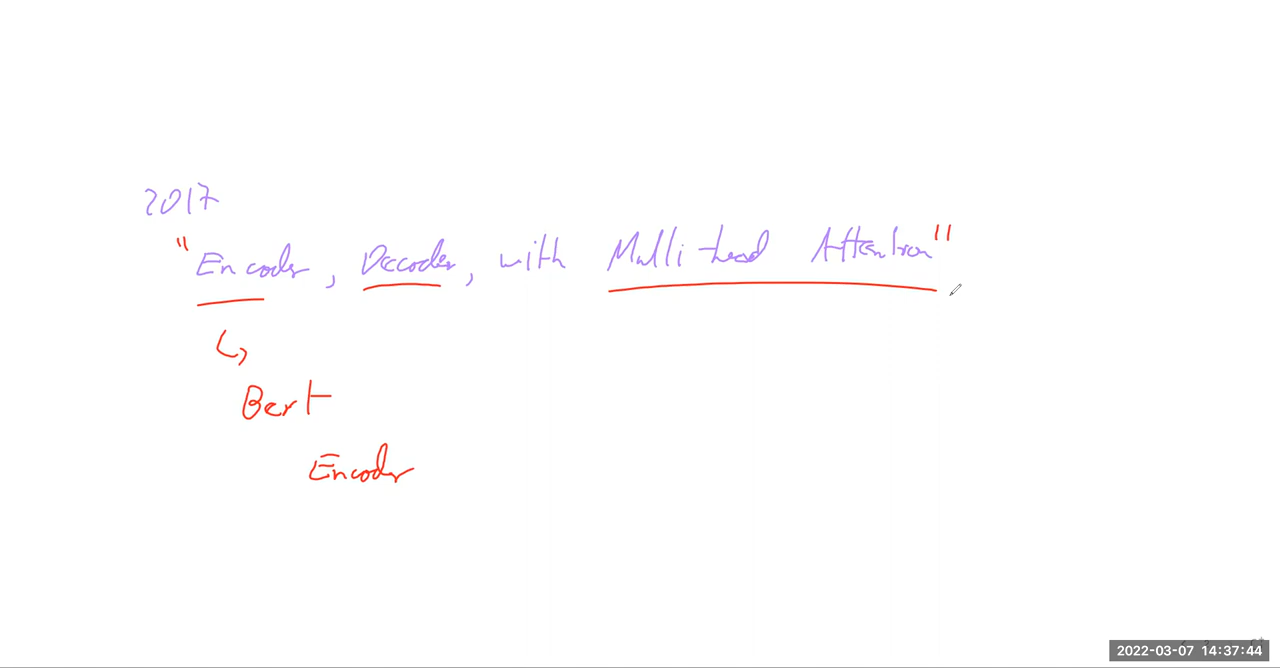 2017
"Encoder, Decoder, with Multi-head Attention"
Bert
Encoder
2022-03-07 14:37:44